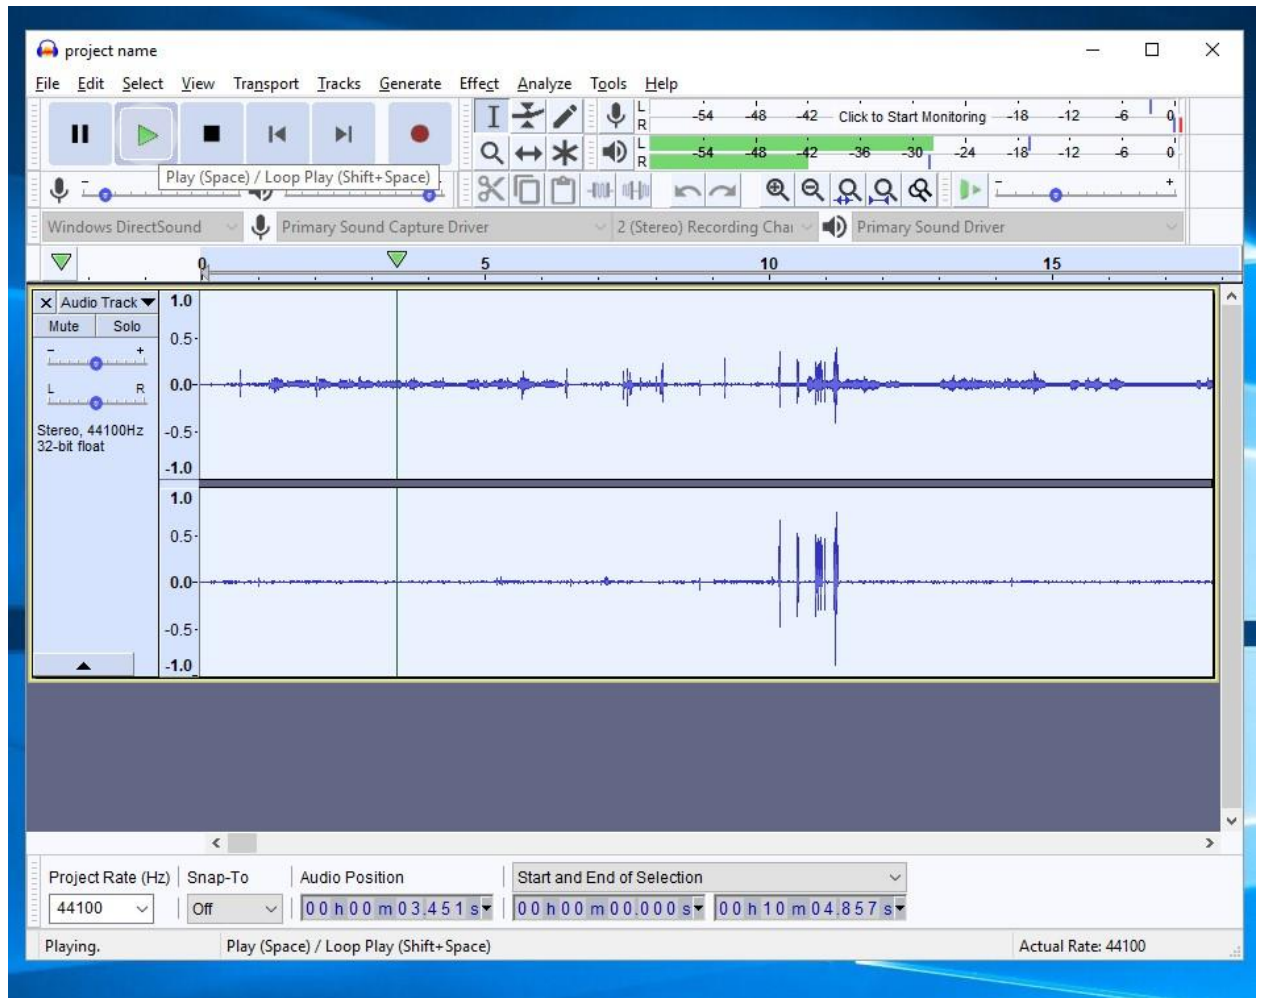 project name
File Edit Select View Transport Tracks Generate Effect Analyze Tools Help
L R -54 -48 -42 Click to Start Monitoring -18 -12 -6 0
L R -54 -48 -42 -36 -30 -24 -18 -12 -6 0
Play (Space) / Loop Play (Shift+Space)
- +
Windows DirectSound Primary Sound Capture Driver 2 (Stereo) Recording Chai Primary Sound Driver
0 5 10 15
X Audio Track 1.0
Mute Solo 0.5
- +
L R 0.0
Stereo, 44100Hz -0.5
32-bit float
-1.0
1.0
0.5
0.0
-0.5
-1.0
Project Rate (Hz) Snap-To Audio Position Start and End of Selection
44100 Off 00 h 00 m 03.451 s 00 h 00 m 00.000 s 00 h 10 m 04.857 s
Playing. Play (Space) / Loop Play (Shift+Space) Actual Rate: 44100